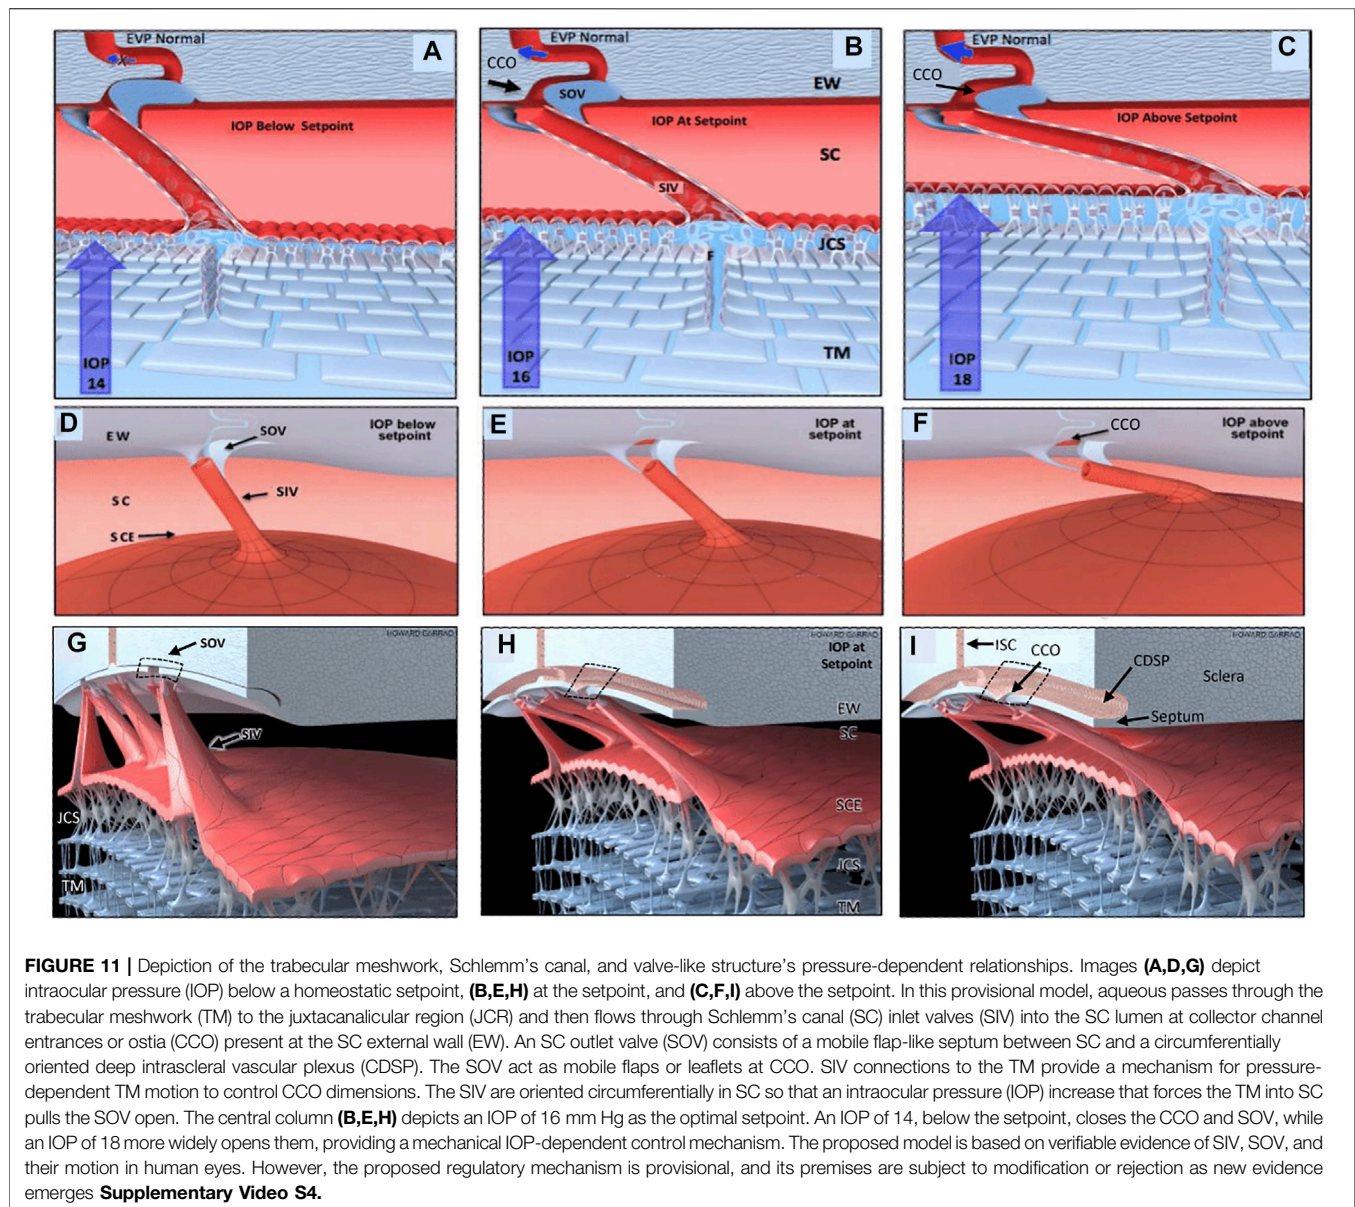 EVP Normal
A
X
IOP Below Setpoint
IOP
14
EVP Normal
B
CCO
SOV
EW
IOP At Setpoint
SC
SIV
JCS
F
IOP
16
TM
EVP Normal
C
CCO
IOP Above Setpoint
IOP
18
D
IOP below
setpoint
EW
SOV
SC
SIV
SCE
E
IOP at
setpoint
F
CCO
IOP above
setpoint
G
SOV
HOWARD GARRAD
SIV
JCS
TM
H
IOP at
Setpoint
EW
SC
SCE
JCS
TM
I
HOWARD GARRAD
ISC
CCO
CDSP
Sclera
Septum
FIGURE 11 | Depiction of the trabecular meshwork, Schlemm's canal, and valve-like structure's pressure-dependent relationships. Images (A,D,G) depict
intraocular pressure (IOP) below a homeostatic setpoint, (B,E,H) at the setpoint, and (C,F,I) above the setpoint. In this provisional model, aqueous passes through the
trabecular meshwork (TM) to the juxtacanalicular region (JCR) and then flows through Schlemm's canal (SC) inlet valves (SIV) into the SC lumen at collector channel
entrances or ostia (CCO) present at the SC external wall (EW). An SC outlet valve (SOV) consists of a mobile flap-like septum between SC and a circumferentially
oriented deep intrascleral vascular plexus (CDSP). The SOV act as mobile flaps or leaflets at CCO. SIV connections to the TM provide a mechanism for pressure-
dependent TM motion to control CCO dimensions. The SIV are oriented circumferentially in SC so that an intraocular pressure (IOP) increase that forces the TM into SC
pulls the SOV open. The central column (B,E,H) depicts an IOP of 16 mm Hg as the optimal setpoint. An IOP of 14, below the setpoint, closes the CCO and SOV, while
an IOP of 18 more widely opens them, providing a mechanical IOP-dependent control mechanism. The proposed model is based on verifiable evidence of SIV, SOV, and
their motion in human eyes. However, the proposed regulatory mechanism is provisional, and its premises are subject to modification or rejection as new evidence
emerges Supplementary Video S4.